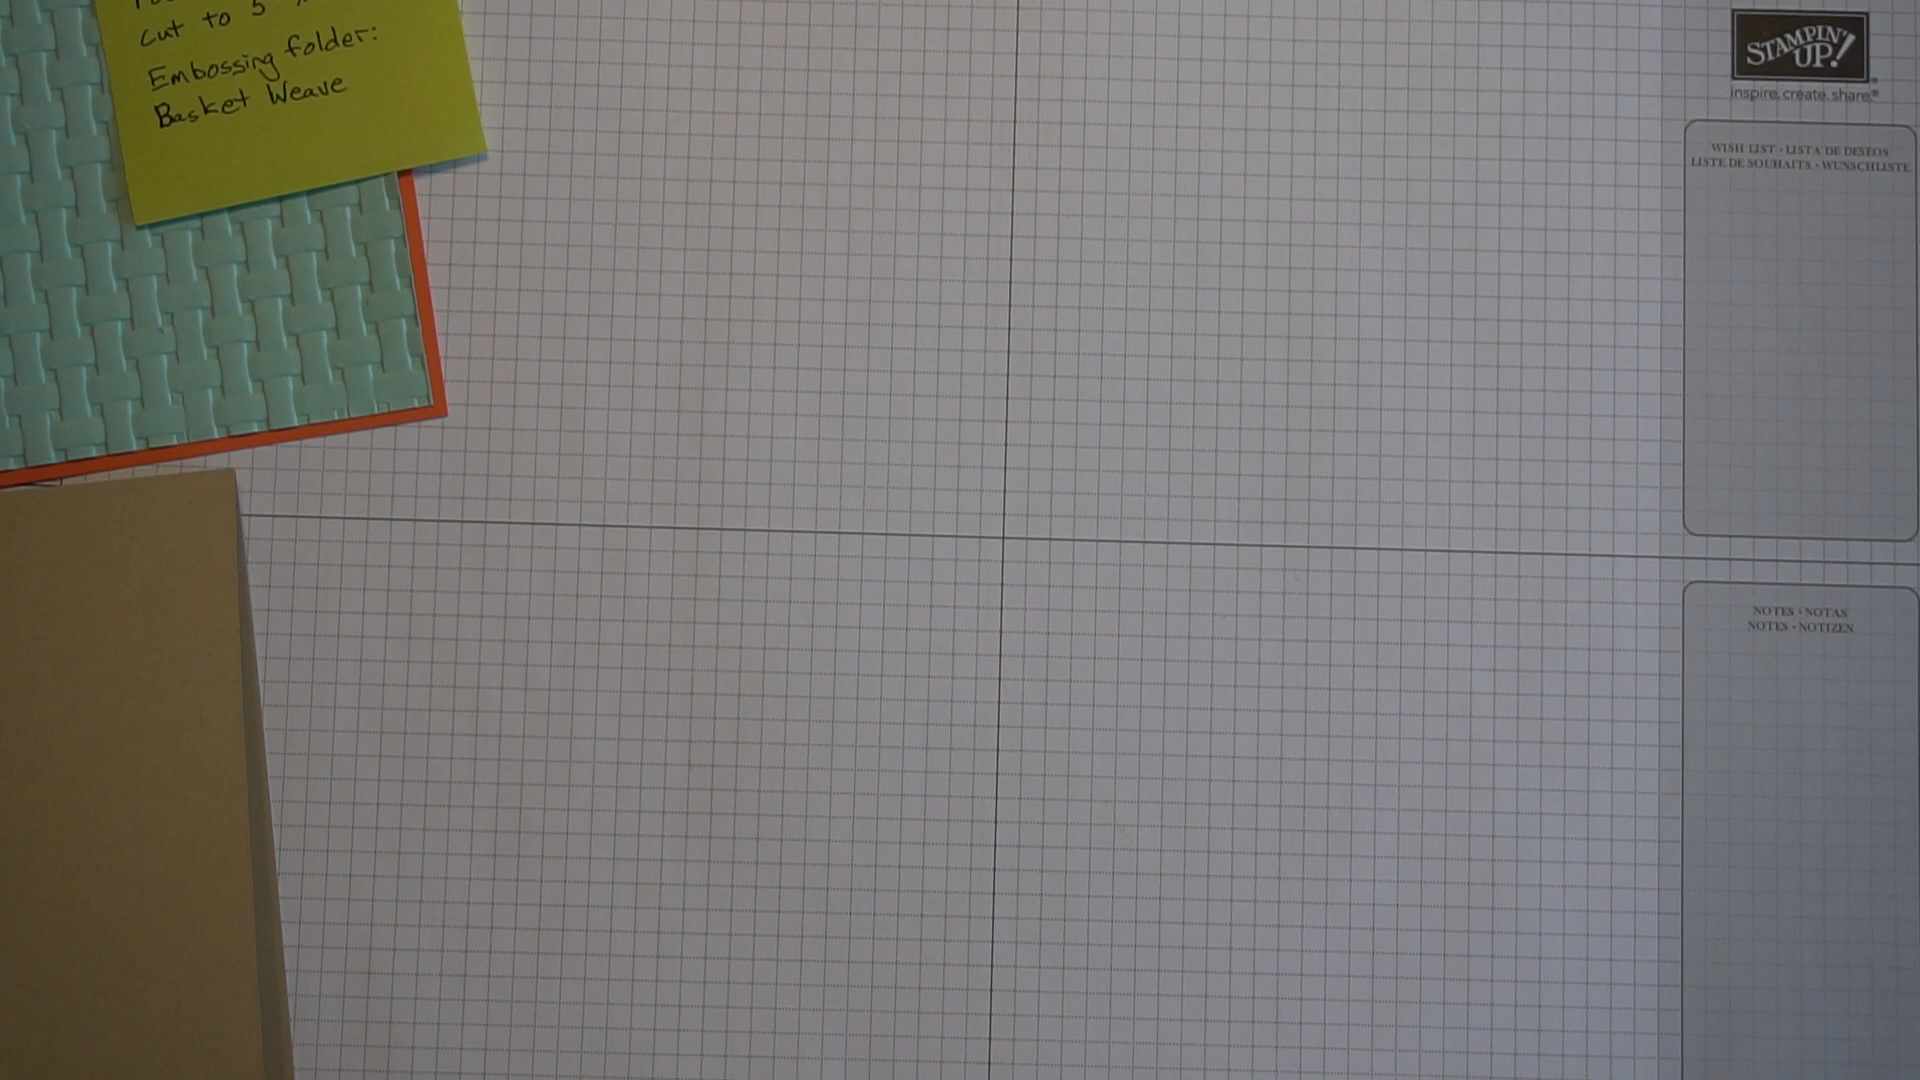 cut to 5
Embossing folder:
Basket Weave
STAMPIN' UP!
inspire. create. share.®
WISH LIST • LISTA DE DESEOS
LISTE DE SOUHAITS • WUNSCHLISTE
NOTES • NOTAS
NOTES • NOTIZEN